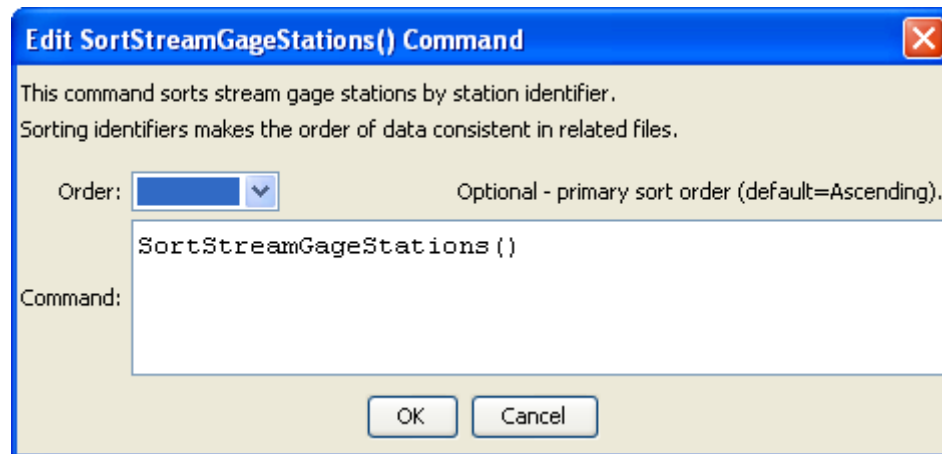 Edit SortStreamGageStations() Command
This command sorts stream gage stations by station identifier.
Sorting identifiers makes the order of data consistent in related files.
Order: Optional - primary sort order (default=Ascending).
SortStreamGageStations()
Command:
OK Cancel